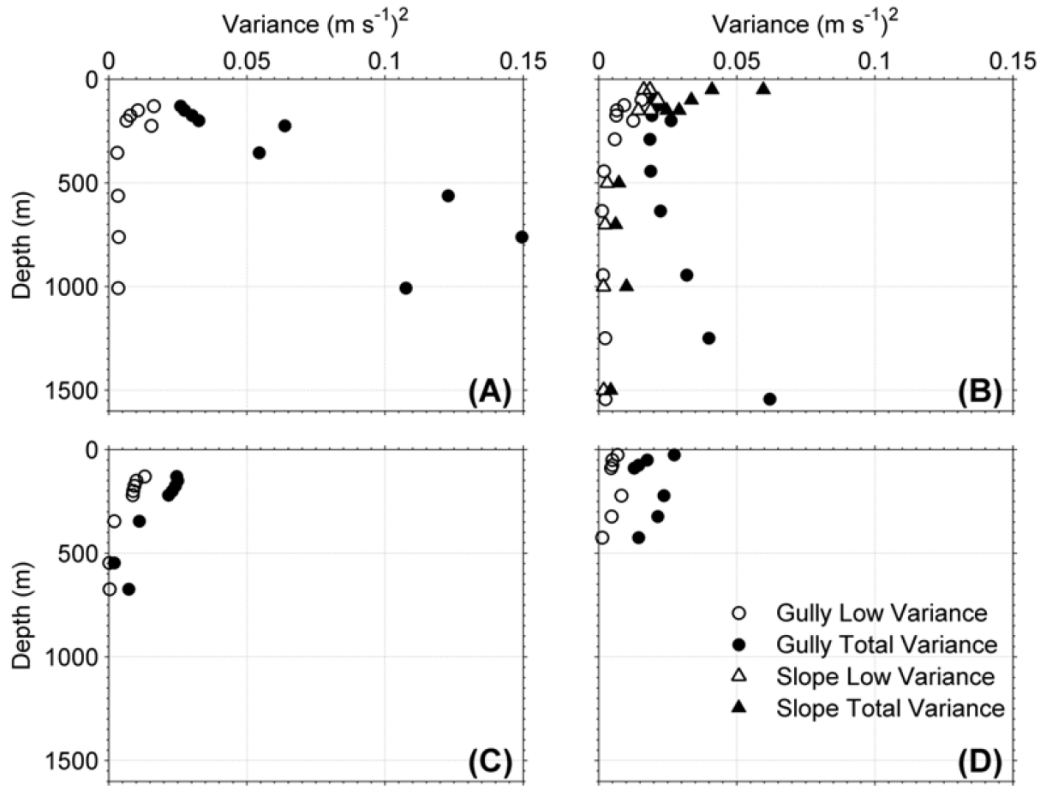 Variance (m s⁻¹)² Variance (m s⁻¹)²
0 0.05 0.1 0.15 0 0.05 0.1 0.15
0
500
1000
1500
Depth (m)
(A) (B)
0
500
1000
1500
Depth (m)
Gully Low Variance
Gully Total Variance
Slope Low Variance
Slope Total Variance
(C) (D)